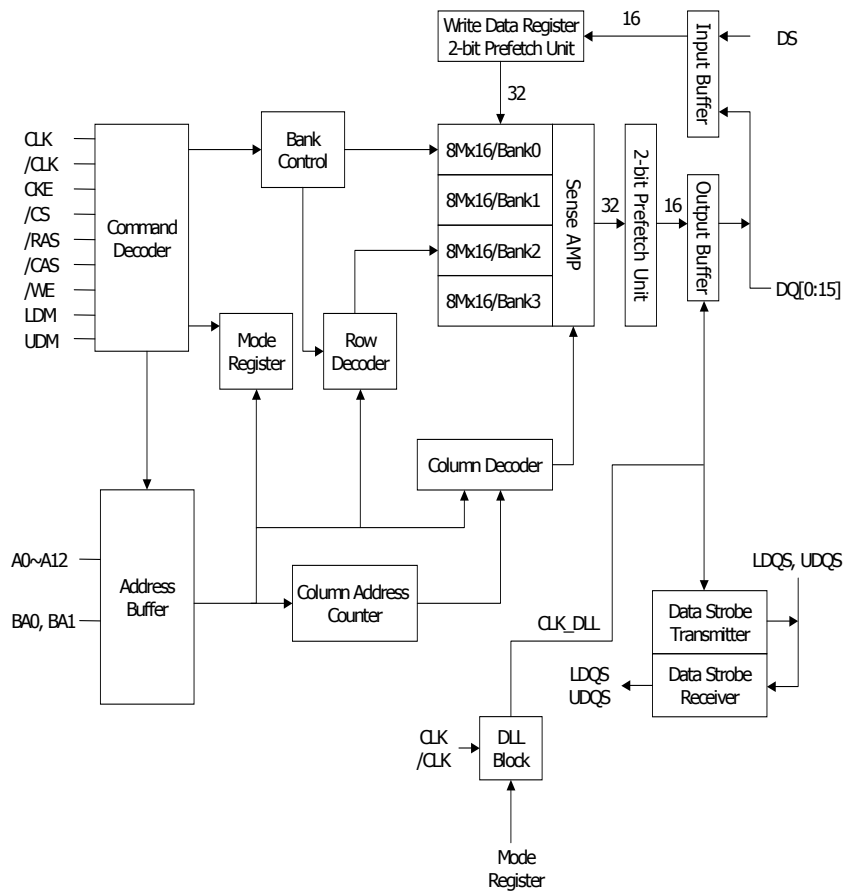 Write Data Register
2-bit Prefetch Unit
16
Input Buffer
DS
32
CLK
/CLK
CKE
/CS
/RAS
/CAS
/WE
LDM
UDM
Command
Decoder
Bank
Control
8Mx16/Bank0
8Mx16/Bank1
8Mx16/Bank2
8Mx16/Bank3
Sense AMP
32
2-bit Prefetch Unit
16
Output Buffer
DQ[0:15]
Mode
Register
Row
Decoder
Column Decoder
A0~A12
BA0, BA1
Address
Buffer
Column Address
Counter
CLK_DLL
LDQS, UDQS
Data Strobe
Transmitter
Data Strobe
Receiver
LDQS
UDQS
CLK
/CLK
DLL
Block
Mode
Register